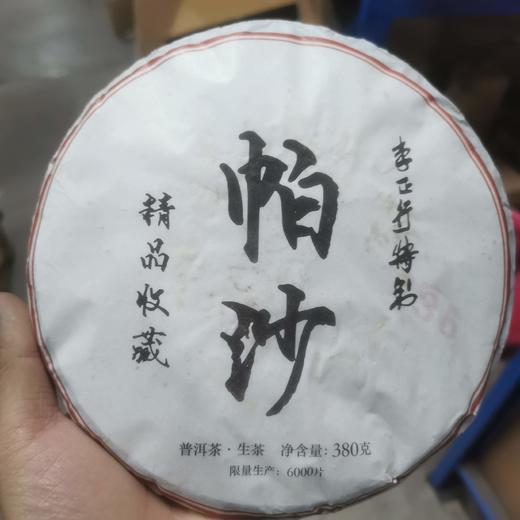 李正行特制
帕沙
精品收藏
普洱茶·生茶 净含量:380克
限量生产:6000片